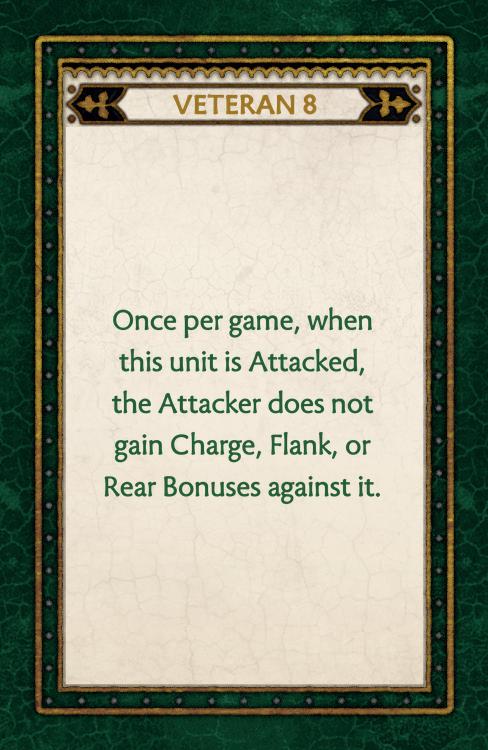 VETERAN 8
Once per game, when
this unit is Attacked,
the Attacker does not
gain Charge, Flank, or
Rear Bonuses against it.